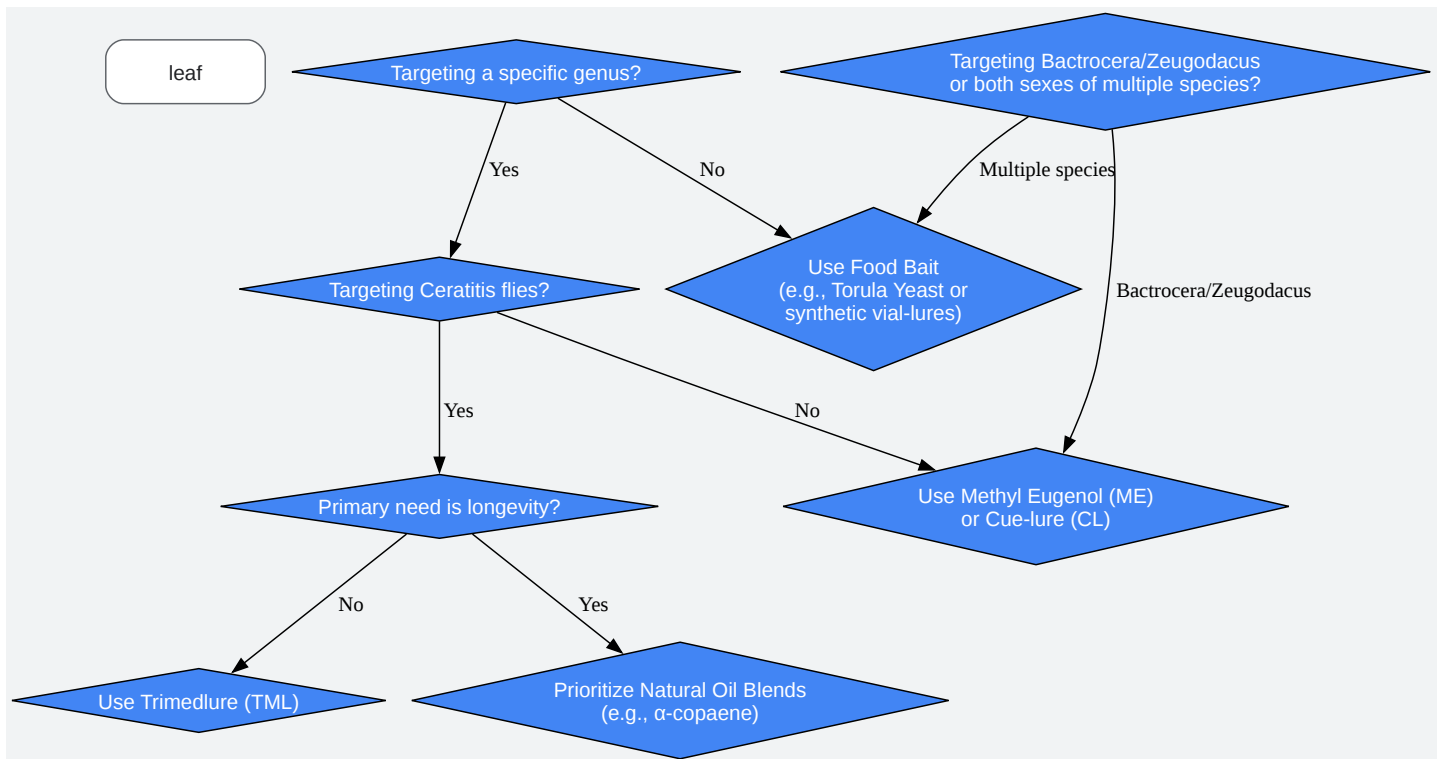 leaf
Targeting a specific genus?
Targeting Bactrocera/Zeugodacus
or both sexes of multiple species?
Yes
No
Multiple species
Targeting Ceratitis flies?
Use Food Bait
(e.g., Torula Yeast or
synthetic vial-lures)
Bactrocera/Zeugodacus
Yes
No
Primary need is longevity?
Use Methyl Eugenol (ME)
or Cue-lure (CL)
No
Yes
Use Trimedlure (TML)
Prioritize Natural Oil Blends
(e.g., α-copaene)